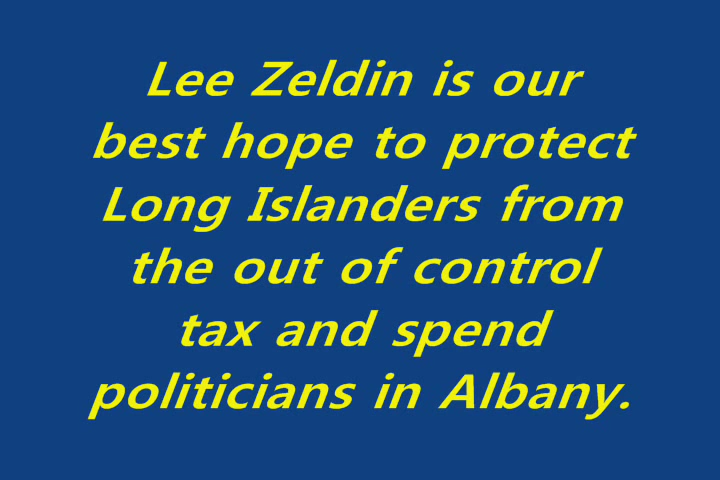 Lee Zeldin is our
best hope to protect
Long Islanders from
the out of control
tax and spend
politicians in Albany.